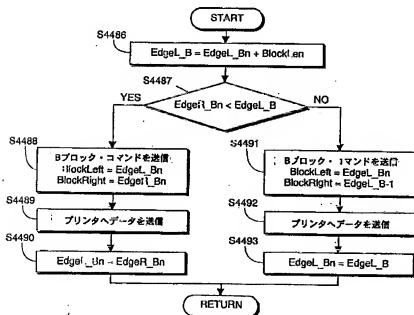 START
S4486
EdgeL_B = EdgeL_Bn + BlockLen
S4487
EdgeR_Bn < EdgeL_B
YES
NO
S4488
Bブロック・コマンドを送信
BlockLeft = EdgeL_Bn
BlockRight = EdgeR_Bn
S4489
プリンタへデータを送信
S4490
EdgeL_Bn = EdgeR_Bn
S4491
Bブロック・コマンドを送信
BlockLeft = EdgeL_Bn
BlockRight = EdgeL_B-1
S4492
プリンタへデータを送信
S4493
EdgeL_Bn = EdgeL_B
RETURN